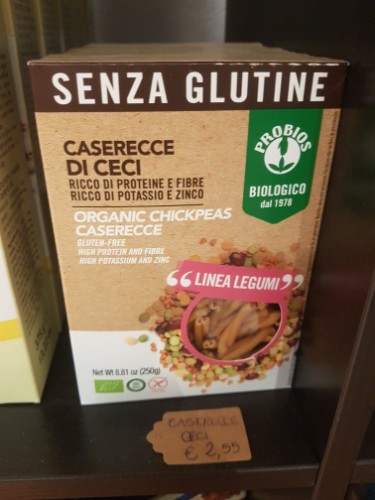 SENZA GLUTINE
CASERECCE
DI CECI
RICCO DI PROTEINE E FIBRE
RICCO DI POTASSIO E ZINCO
ORGANIC CHICKPEAS
CASERECCE
GLUTEN-FREE
HIGH PROTEIN AND FIBRE
HIGH POTASSIUM AND ZINC
PROBIOS
BIOLOGICO
dal 1978
“LINEA LEGUMI”
Net Wt 8.81 oz (250g)
CASERECCE
CECI
€ 2,55